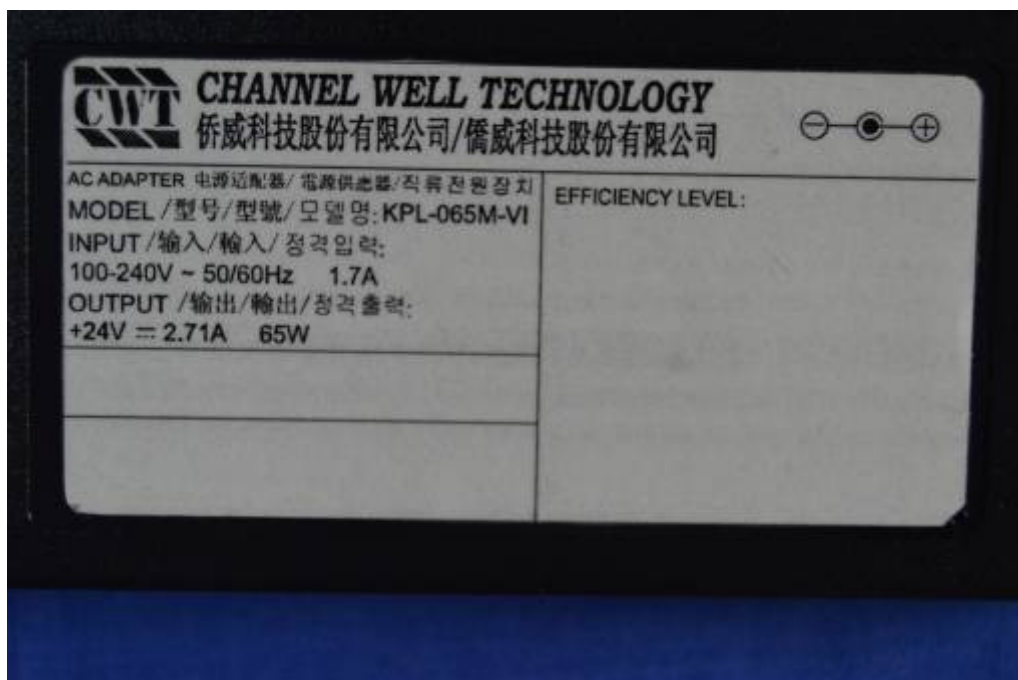 CWT
CHANNEL WELL TECHNOLOGY
侨威科技股份有限公司/僑威科技股份有限公司
AC ADAPTER 电源适配器/電源供應器/직류전원장치
MODEL /型号/型號/모델명: KPL-065M-VI
INPUT /输入/輸入/정격입력:
100-240V ~ 50/60Hz 1.7A
OUTPUT /输出/輸出/정격출력:
+24V ⎓ 2.71A 65W
EFFICIENCY LEVEL: